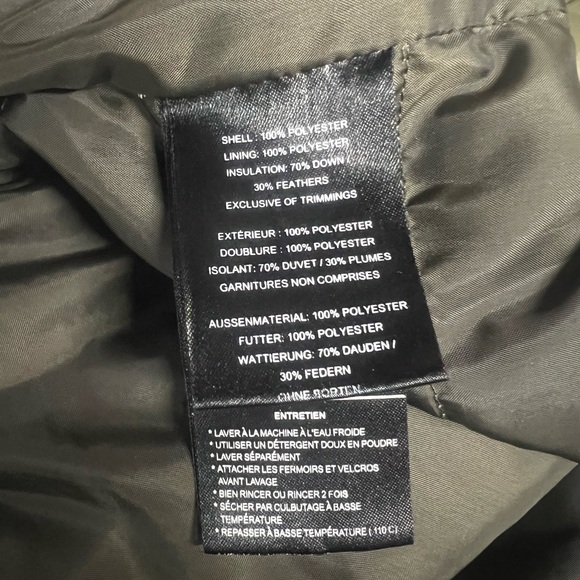 SHELL : 100% POLYESTER
LINING: 100% POLYESTER
INSULATION: 70% DOWN
30% FEATHERS
EXCLUSIVE OF TRIMMINGS
EXTÉRIEUR : 100% POLYESTER
DOUBLURE : 100% POLYESTER
ISOLANT: 70% DUVET / 30% PLUMES
GARNITURES NON COMPRISES
AUSSENMATERIAL: 100% POLYESTER
FUTTER: 100% POLYESTER
WATTIERUNG: 70% DAUDEN /
30% FEDERN
OHNE BORTEN
ENTRETIEN
* LAVER À LA MACHINE À L'EAU FROIDE
* UTILISER UN DÉTERGENT DOUX EN POUDRE
* LAVER SÉPARÉMENT
* ATTACHER LES FERMOIRS ET VELCROS
AVANT LAVAGE
* BIEN RINCER OU RINCER 2 FOIS
* SÉCHER PAR CULBUTAGE À BASSE
TEMPÉRATURE
* REPASSER À BASSE TEMPÉRATURE ( 110 C )